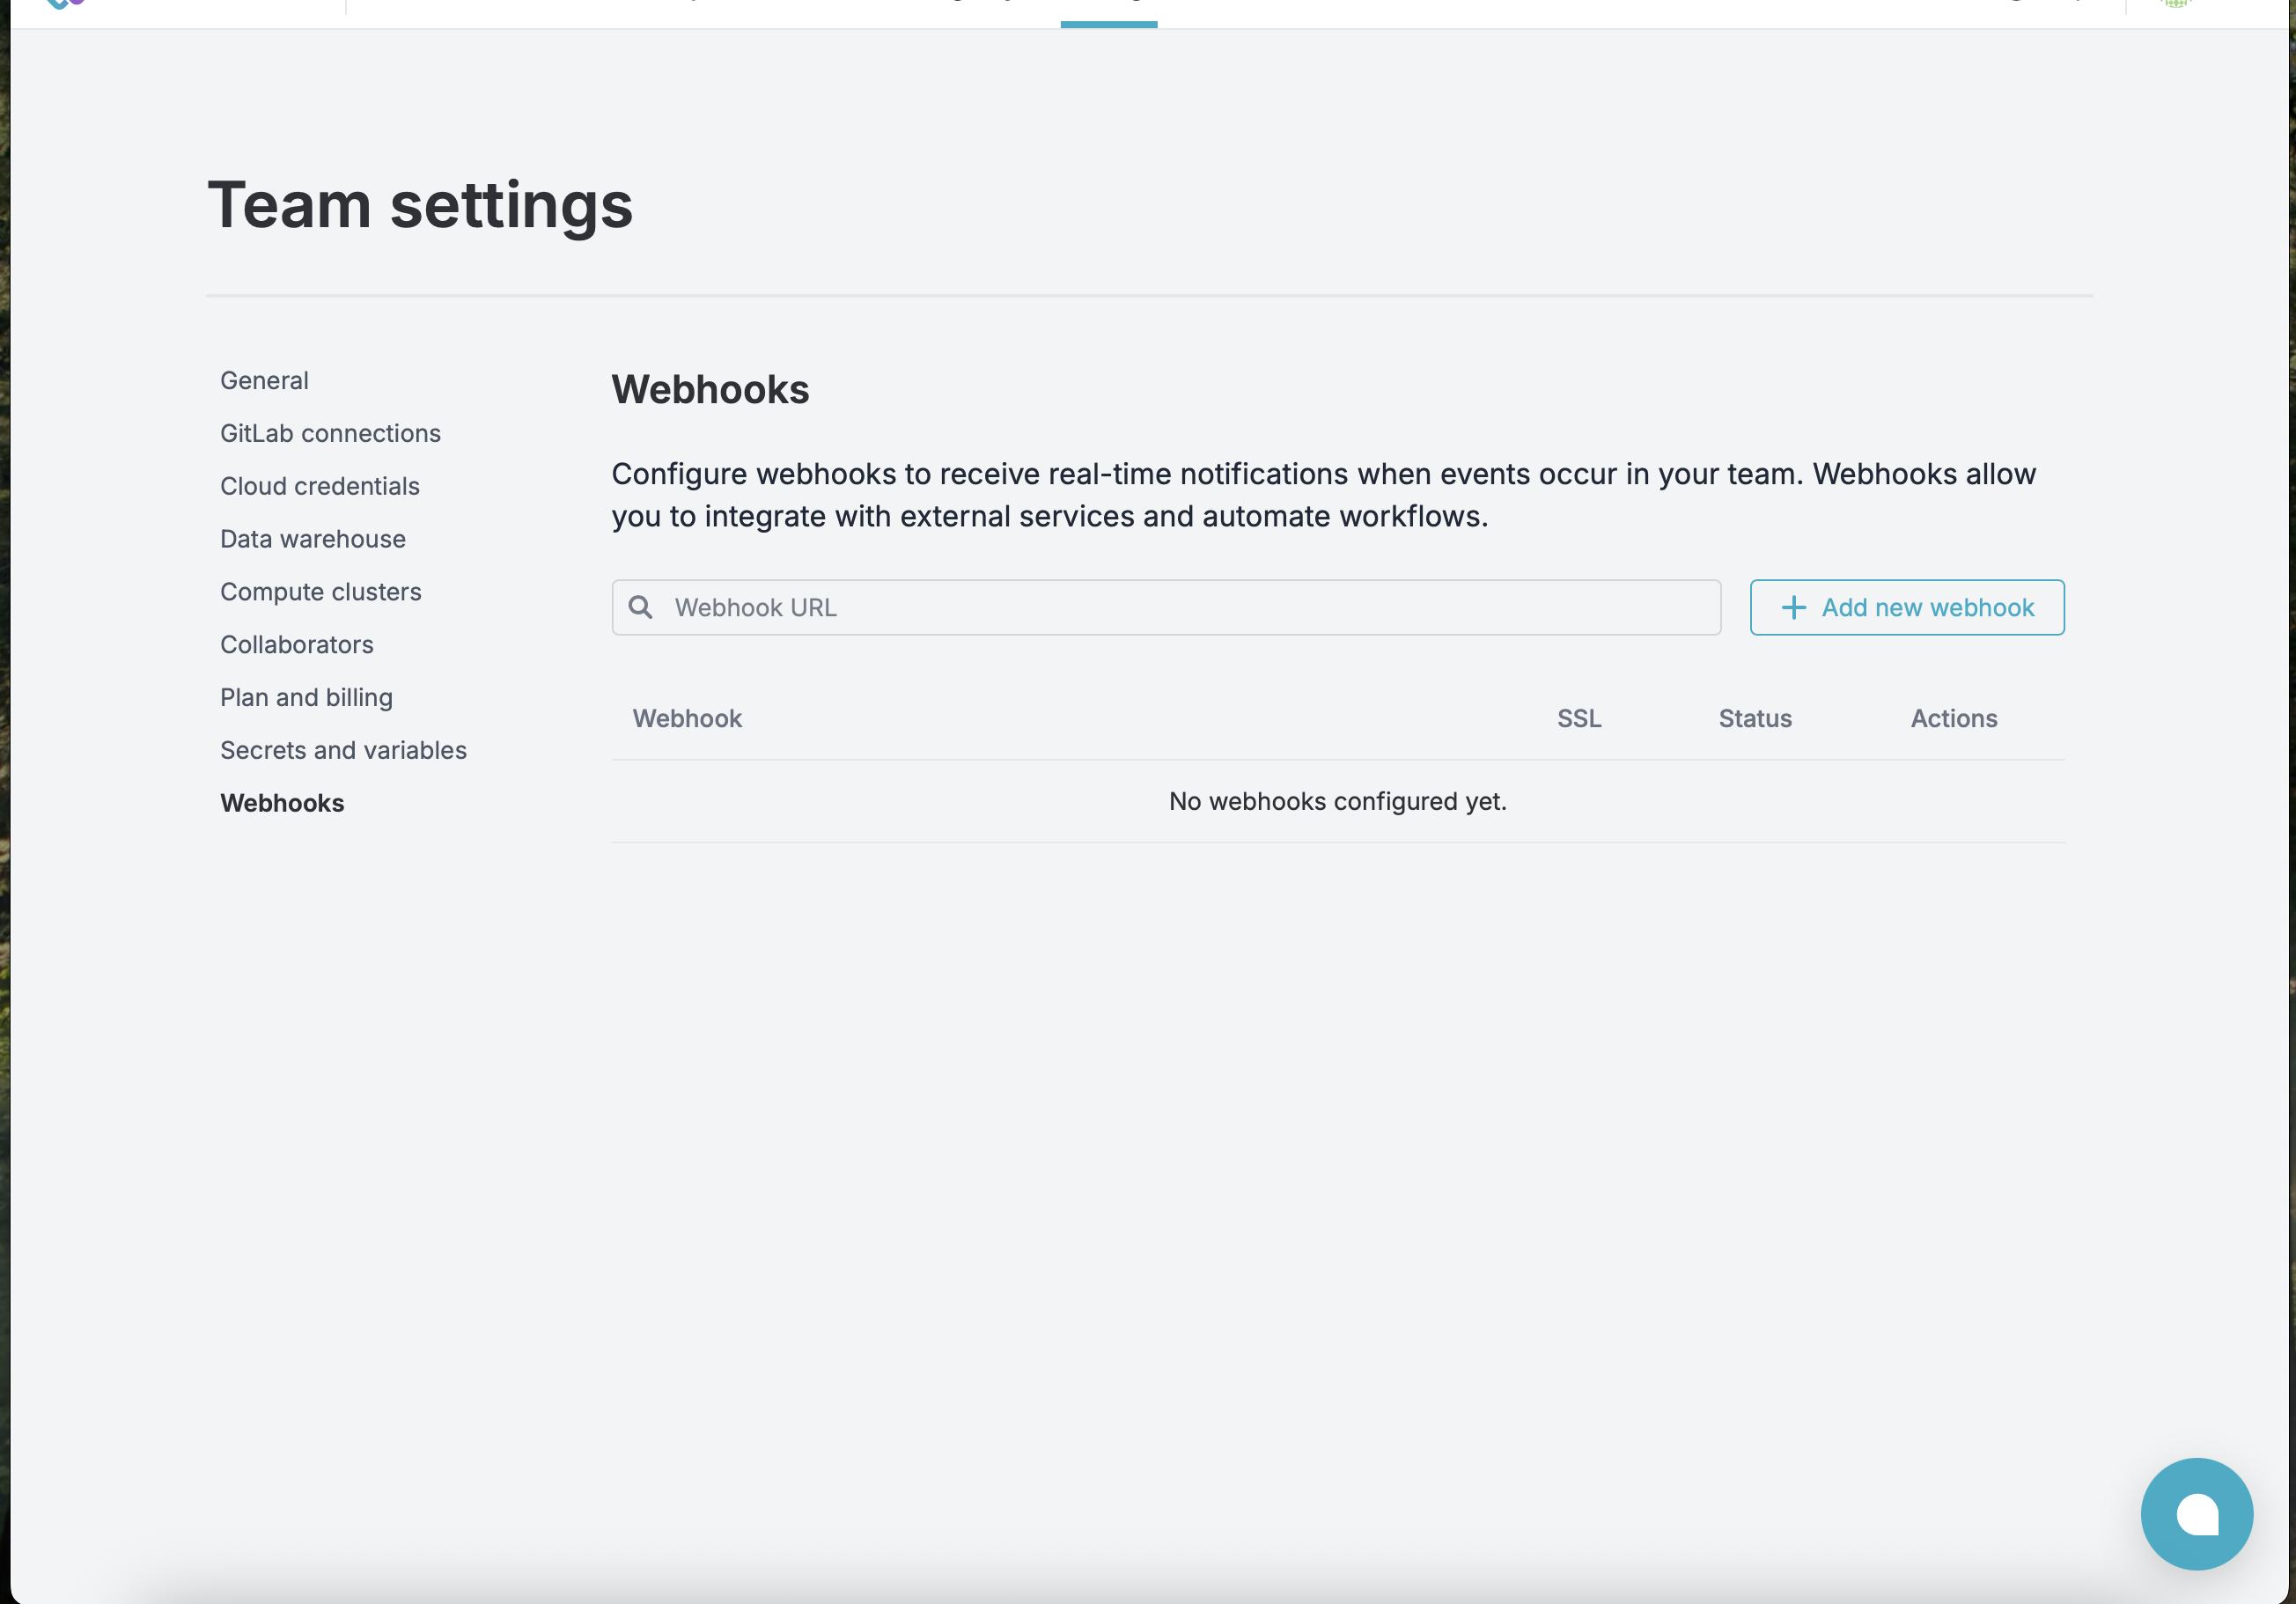 Team settings
General
GitLab connections
Cloud credentials
Data warehouse
Compute clusters
Collaborators
Plan and billing
Secrets and variables
Webhooks
Webhooks
Configure webhooks to receive real-time notifications when events occur in your team. Webhooks allow
you to integrate with external services and automate workflows.
Webhook URL
Add new webhook
Webhook SSL Status Actions
No webhooks configured yet.